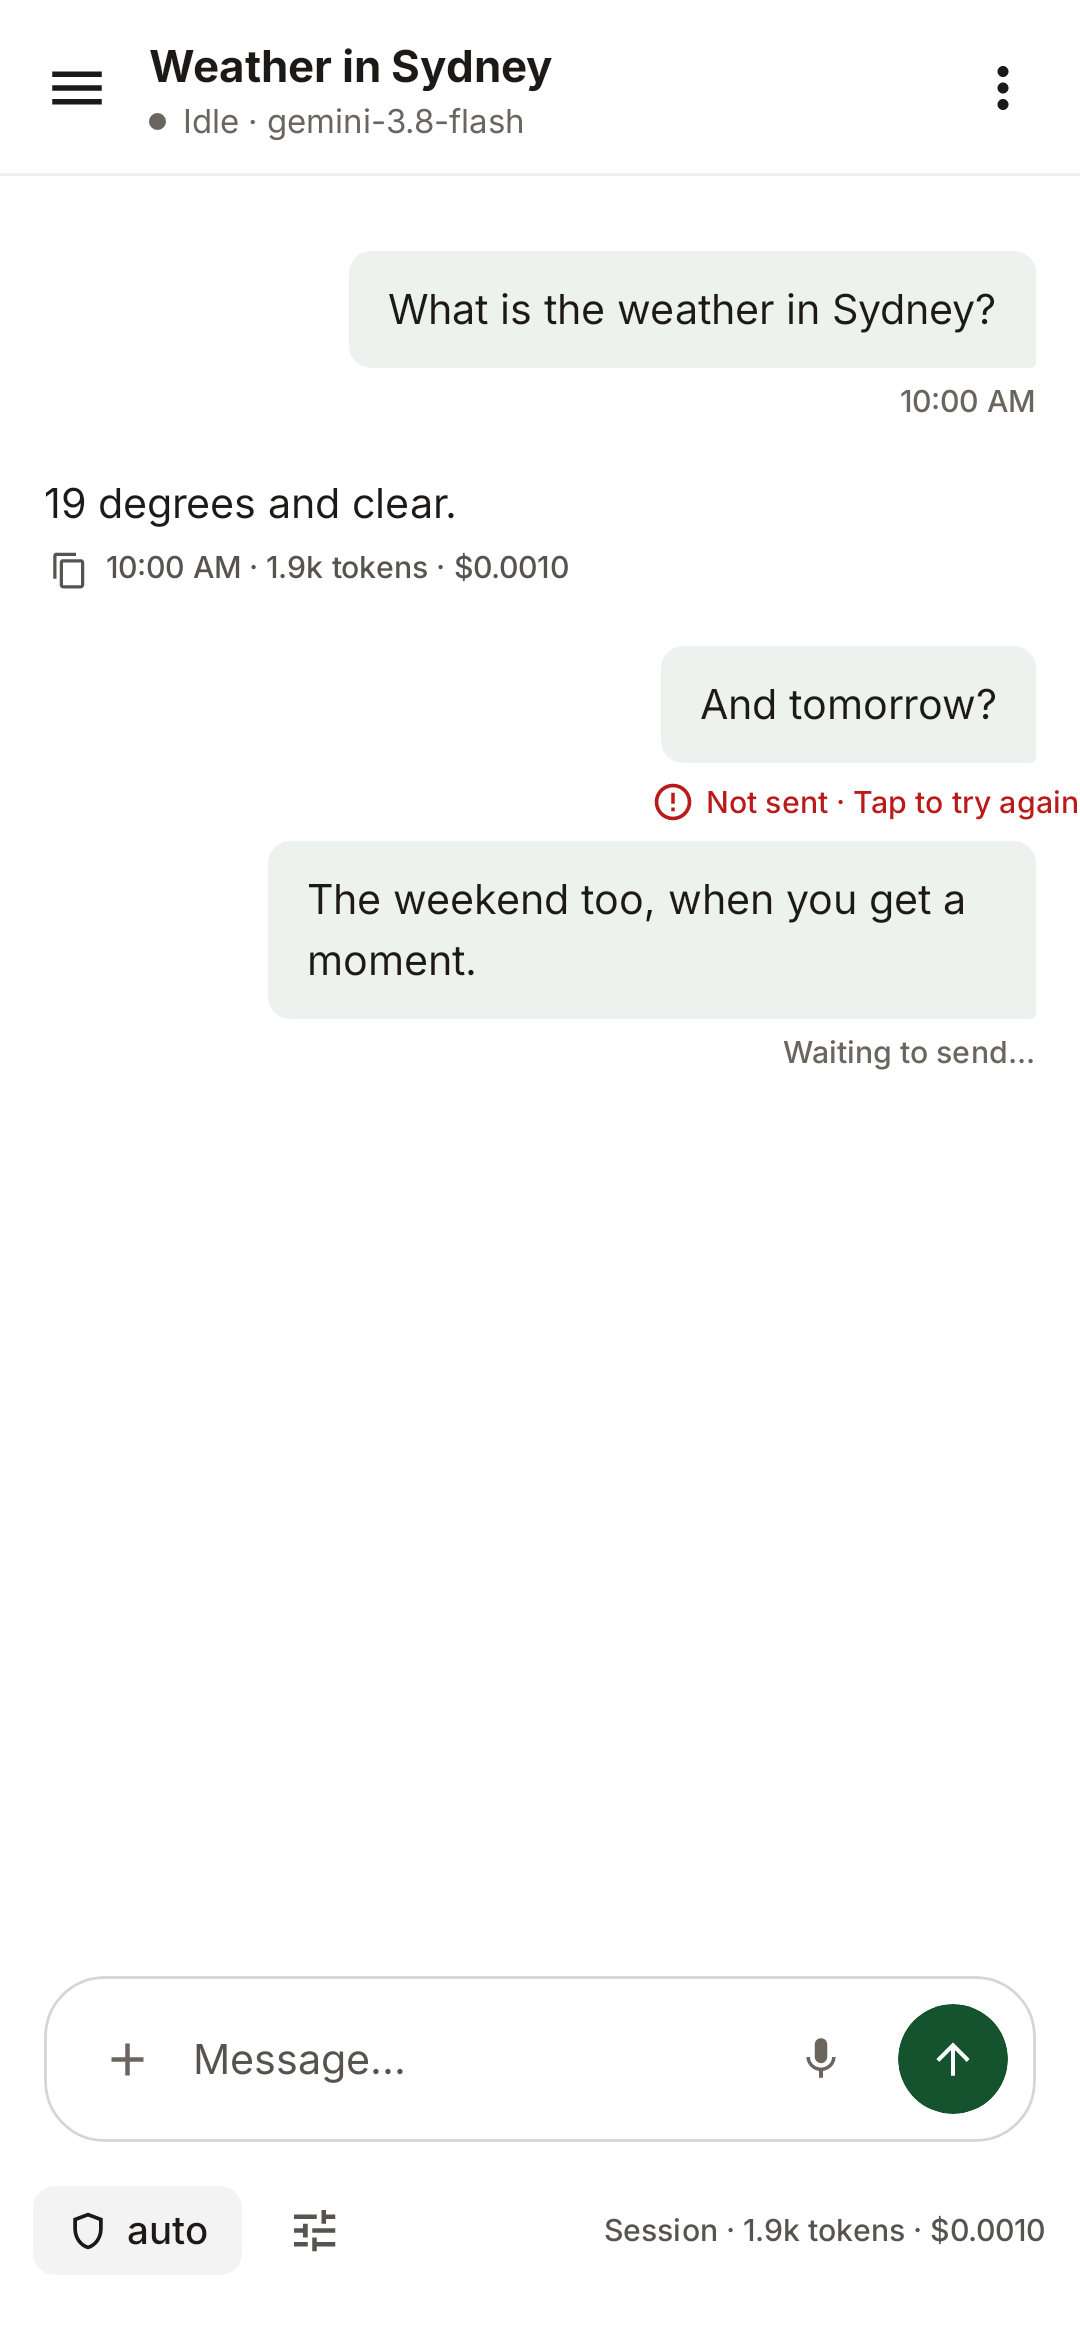 Weather in Sydney
Idle · gemini-3.8-flash
What is the weather in Sydney?
10:00 AM
19 degrees and clear.
10:00 AM · 1.9k tokens · $0.0010
And tomorrow?
Not sent · Tap to try again
The weekend too, when you get a
moment.
Waiting to send...
Message...
auto
Session · 1.9k tokens · $0.0010